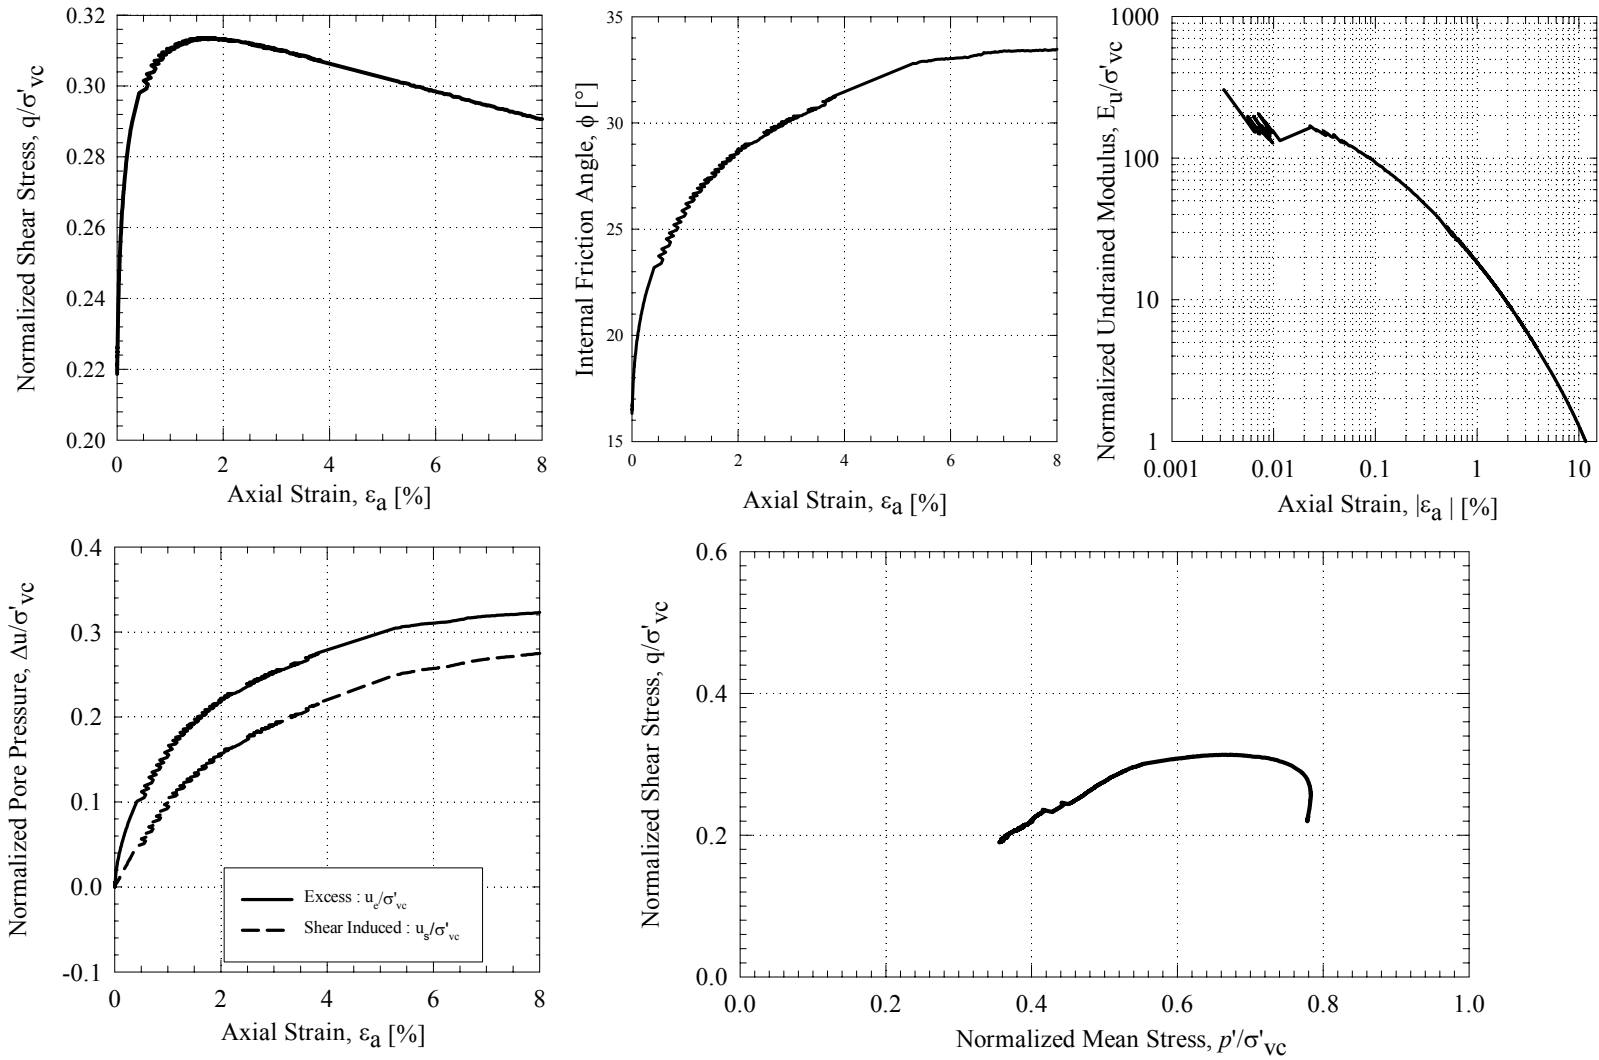 0.32
0.30
0.28
0.26
0.24
0.22
0.20
0 2 4 6 8
Normalized Shear Stress, q/σ'vc
Axial Strain, εa [%]
35
30
25
20
15
0 2 4 6 8
Internal Friction Angle, ϕ [°]
Axial Strain, εa [%]
1000
100
10
1
0.001 0.01 0.1 1 10
Normalized Undrained Modulus, Eu/σ'vc
Axial Strain, |εa | [%]
0.4
0.3
0.2
0.1
0.0
-0.1
0 2 4 6 8
Normalized Pore Pressure, Δu/σ'vc
Axial Strain, εa [%]
Excess : ue/σ'vc
Shear Induced : us/σ'vc
0.6
0.4
0.2
0.0
0.0 0.2 0.4 0.6 0.8 1.0
Normalized Shear Stress, q/σ'vc
Normalized Mean Stress, p'/σ'vc